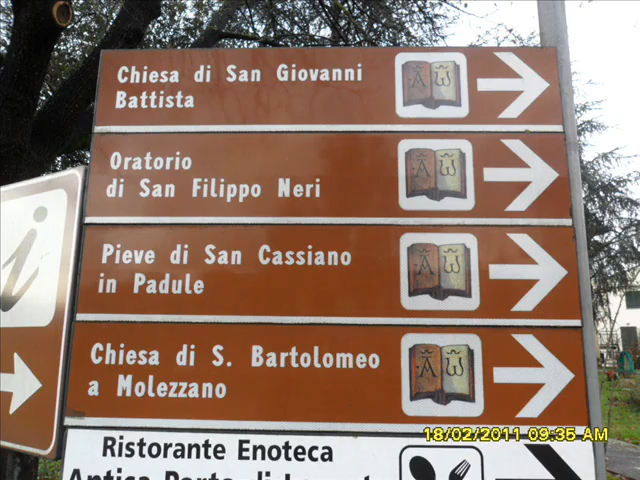 Chiesa di San Giovanni
Battista
A ω
Oratorio
di San Filippo Neri
A ω
Pieve di San Cassiano
in Padule
A ω
Chiesa di S. Bartolomeo
a Molezzano
A ω
i
Ristorante Enoteca
18/02/2011 09:35 AM